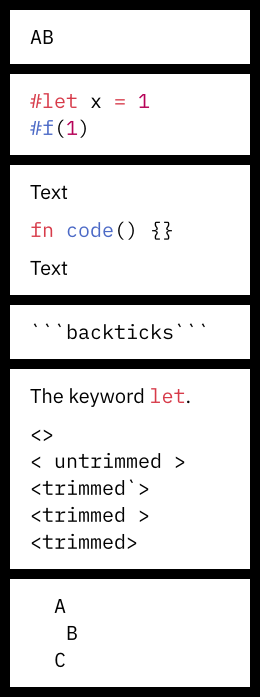 AB
#let x = 1
#f(1)
Text
fn code() {}
Text
```backticks```
The keyword let.
<>
< untrimmed >
<trimmed`>
<trimmed >
<trimmed>
  A
   B
  C